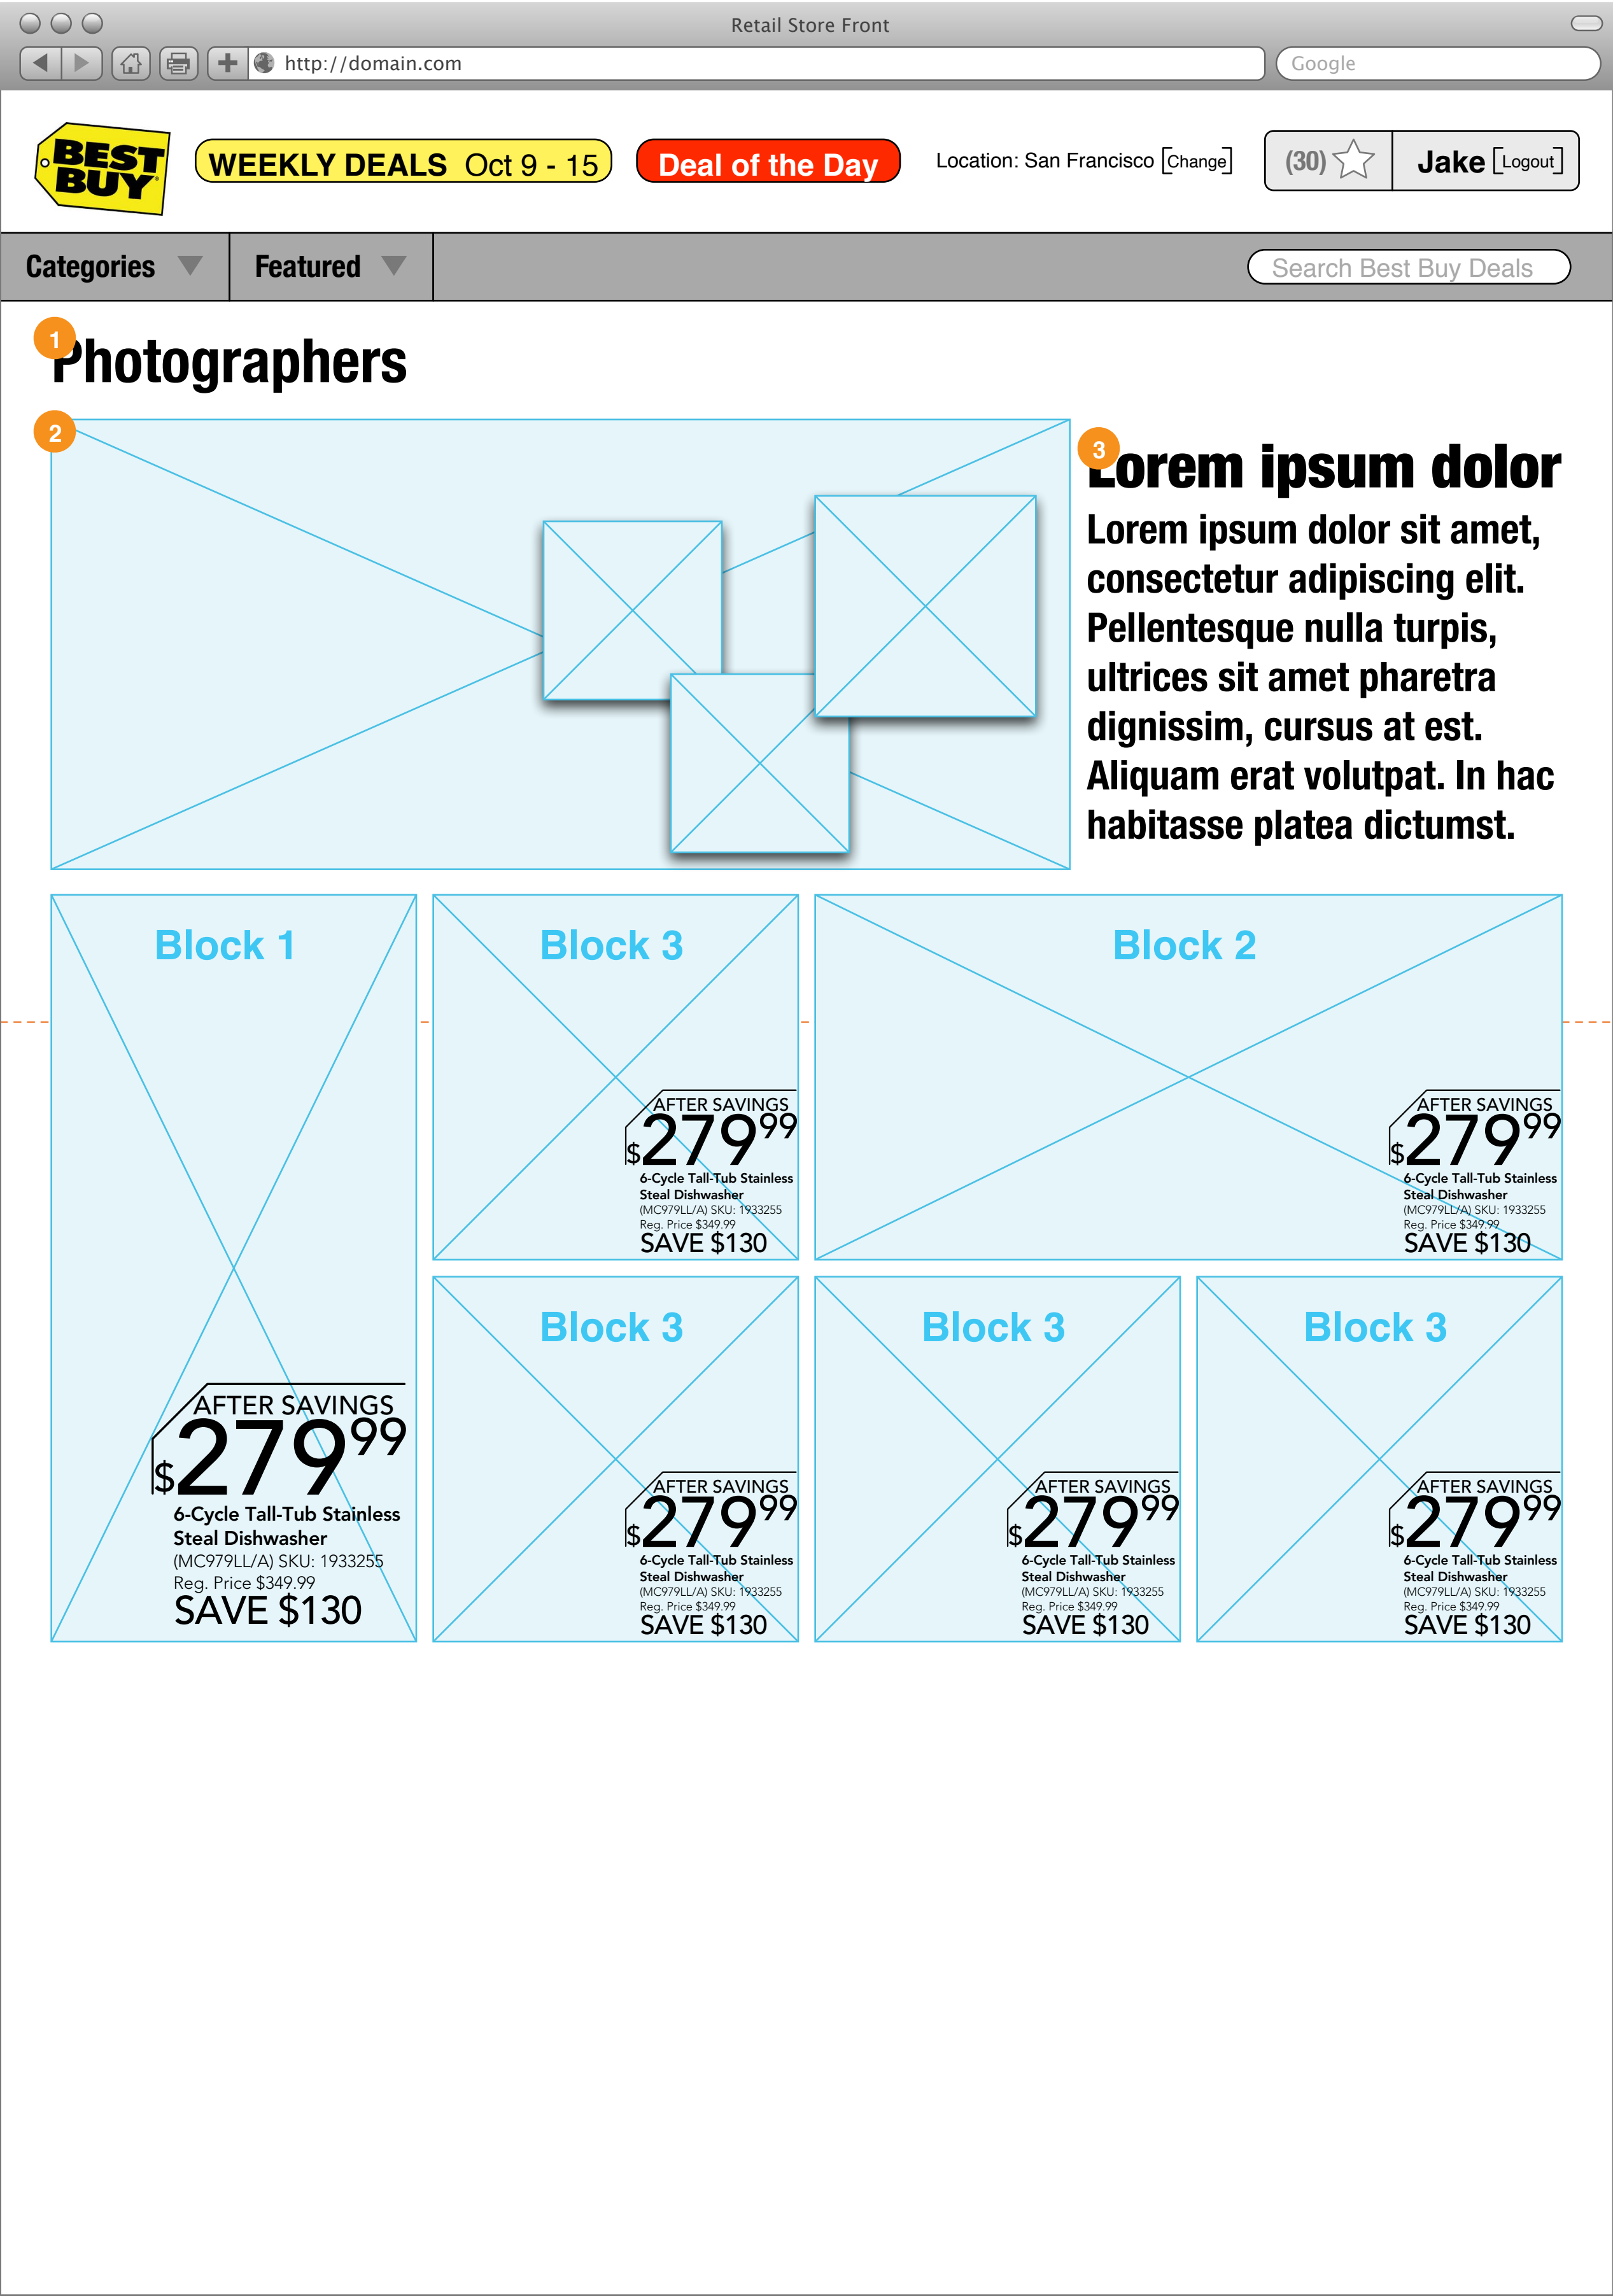 Retail Store Front
http://domain.com
Google
BEST BUY
WEEKLY DEALS Oct 9 - 15
Deal of the Day
Location: San Francisco [Change]
(30)
Jake [Logout]
Categories
Featured
Search Best Buy Deals
1
Photographers
2
3
Lorem ipsum dolor
Lorem ipsum dolor sit amet,
consectetur adipiscing elit.
Pellentesque nulla turpis,
ultrices sit amet pharetra
dignissim, cursus at est.
Aliquam erat volutpat. In hac
habitasse platea dictumst.
Block 1
AFTER SAVINGS
$27999
6-Cycle Tall-Tub Stainless
Steal Dishwasher
(MC979LL/A) SKU: 1933255
Reg. Price $349.99
SAVE $130
Block 3
AFTER SAVINGS
$27999
6-Cycle Tall-Tub Stainless
Steal Dishwasher
(MC979LL/A) SKU: 1933255
Reg. Price $349.99
SAVE $130
Block 2
AFTER SAVINGS
$27999
6-Cycle Tall-Tub Stainless
Steal Dishwasher
(MC979LL/A) SKU: 1933255
Reg. Price $349.99
SAVE $130
Block 3
AFTER SAVINGS
$27999
6-Cycle Tall-Tub Stainless
Steal Dishwasher
(MC979LL/A) SKU: 1933255
Reg. Price $349.99
SAVE $130
Block 3
AFTER SAVINGS
$27999
6-Cycle Tall-Tub Stainless
Steal Dishwasher
(MC979LL/A) SKU: 1933255
Reg. Price $349.99
SAVE $130
Block 3
AFTER SAVINGS
$27999
6-Cycle Tall-Tub Stainless
Steal Dishwasher
(MC979LL/A) SKU: 1933255
Reg. Price $349.99
SAVE $130